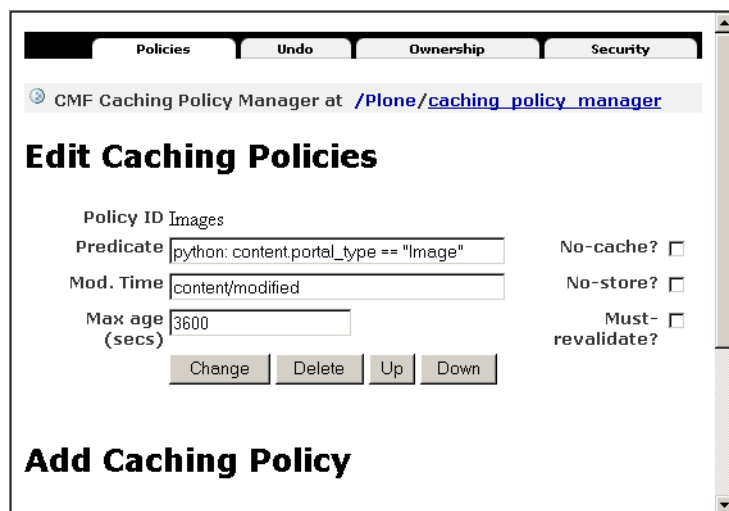 Policies Undo Ownership Security
CMF Caching Policy Manager at /Plone/caching_policy_manager
Edit Caching Policies
Policy ID Images
Predicate python: content.portal_type == "Image" No-cache?
Mod. Time content/modified No-store?
Max age 3600 Must-
(secs) revalidate?
Change Delete Up Down
Add Caching Policy